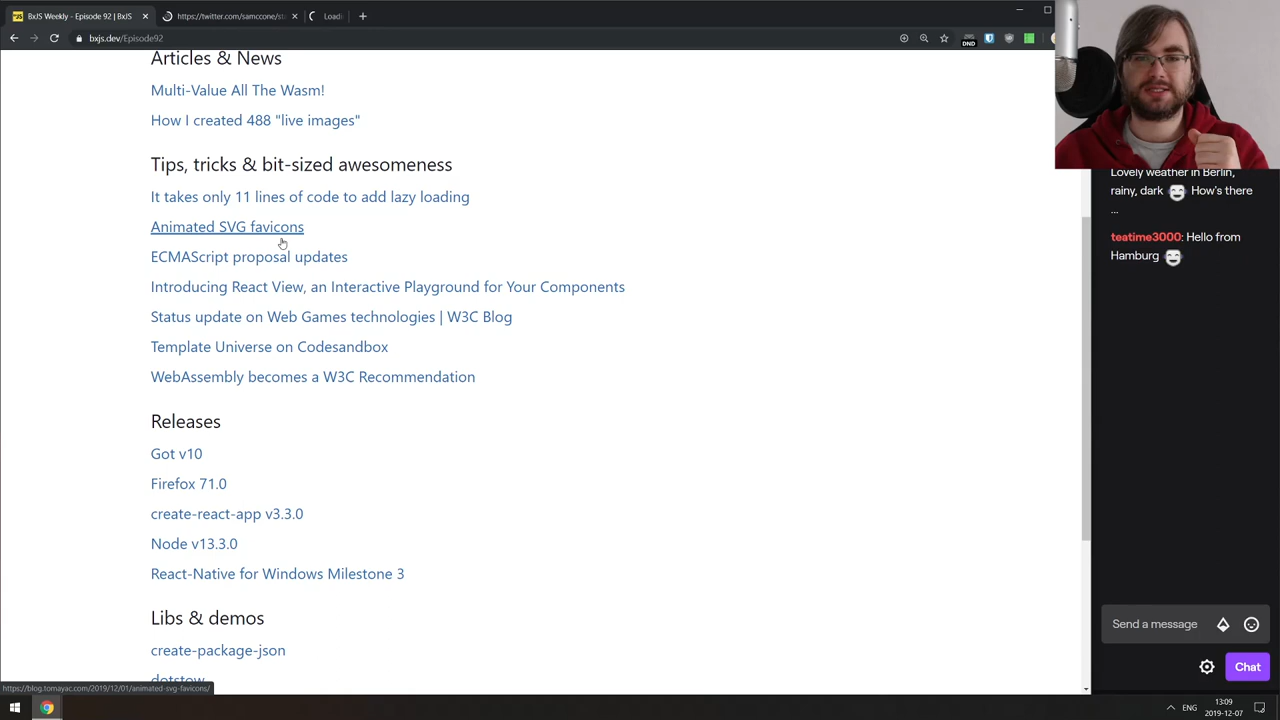 BxJS Weekly - Episode 92 | BxJS
https://twitter.com/samccone/st
Loadi
bxjs.dev/Episode92
DND
Articles & News
Multi-Value All The Wasm!
How I created 488 "live images"
Tips, tricks & bit-sized awesomeness
It takes only 11 lines of code to add lazy loading
Animated SVG favicons
ECMAScript proposal updates
Introducing React View, an Interactive Playground for Your Components
Status update on Web Games technologies | W3C Blog
Template Universe on Codesandbox
WebAssembly becomes a W3C Recommendation
Releases
Got v10
Firefox 71.0
create-react-app v3.3.0
Node v13.3.0
React-Native for Windows Milestone 3
Libs & demos
create-package-json
dotstow
https://blog.tomayac.com/2019/12/01/animated-svg-favicons/
Lovely weather in Berlin,
rainy, dark How's there
...
teatime3000: Hello from
Hamburg
Send a message
Chat
ENG
13:09
2019-12-07